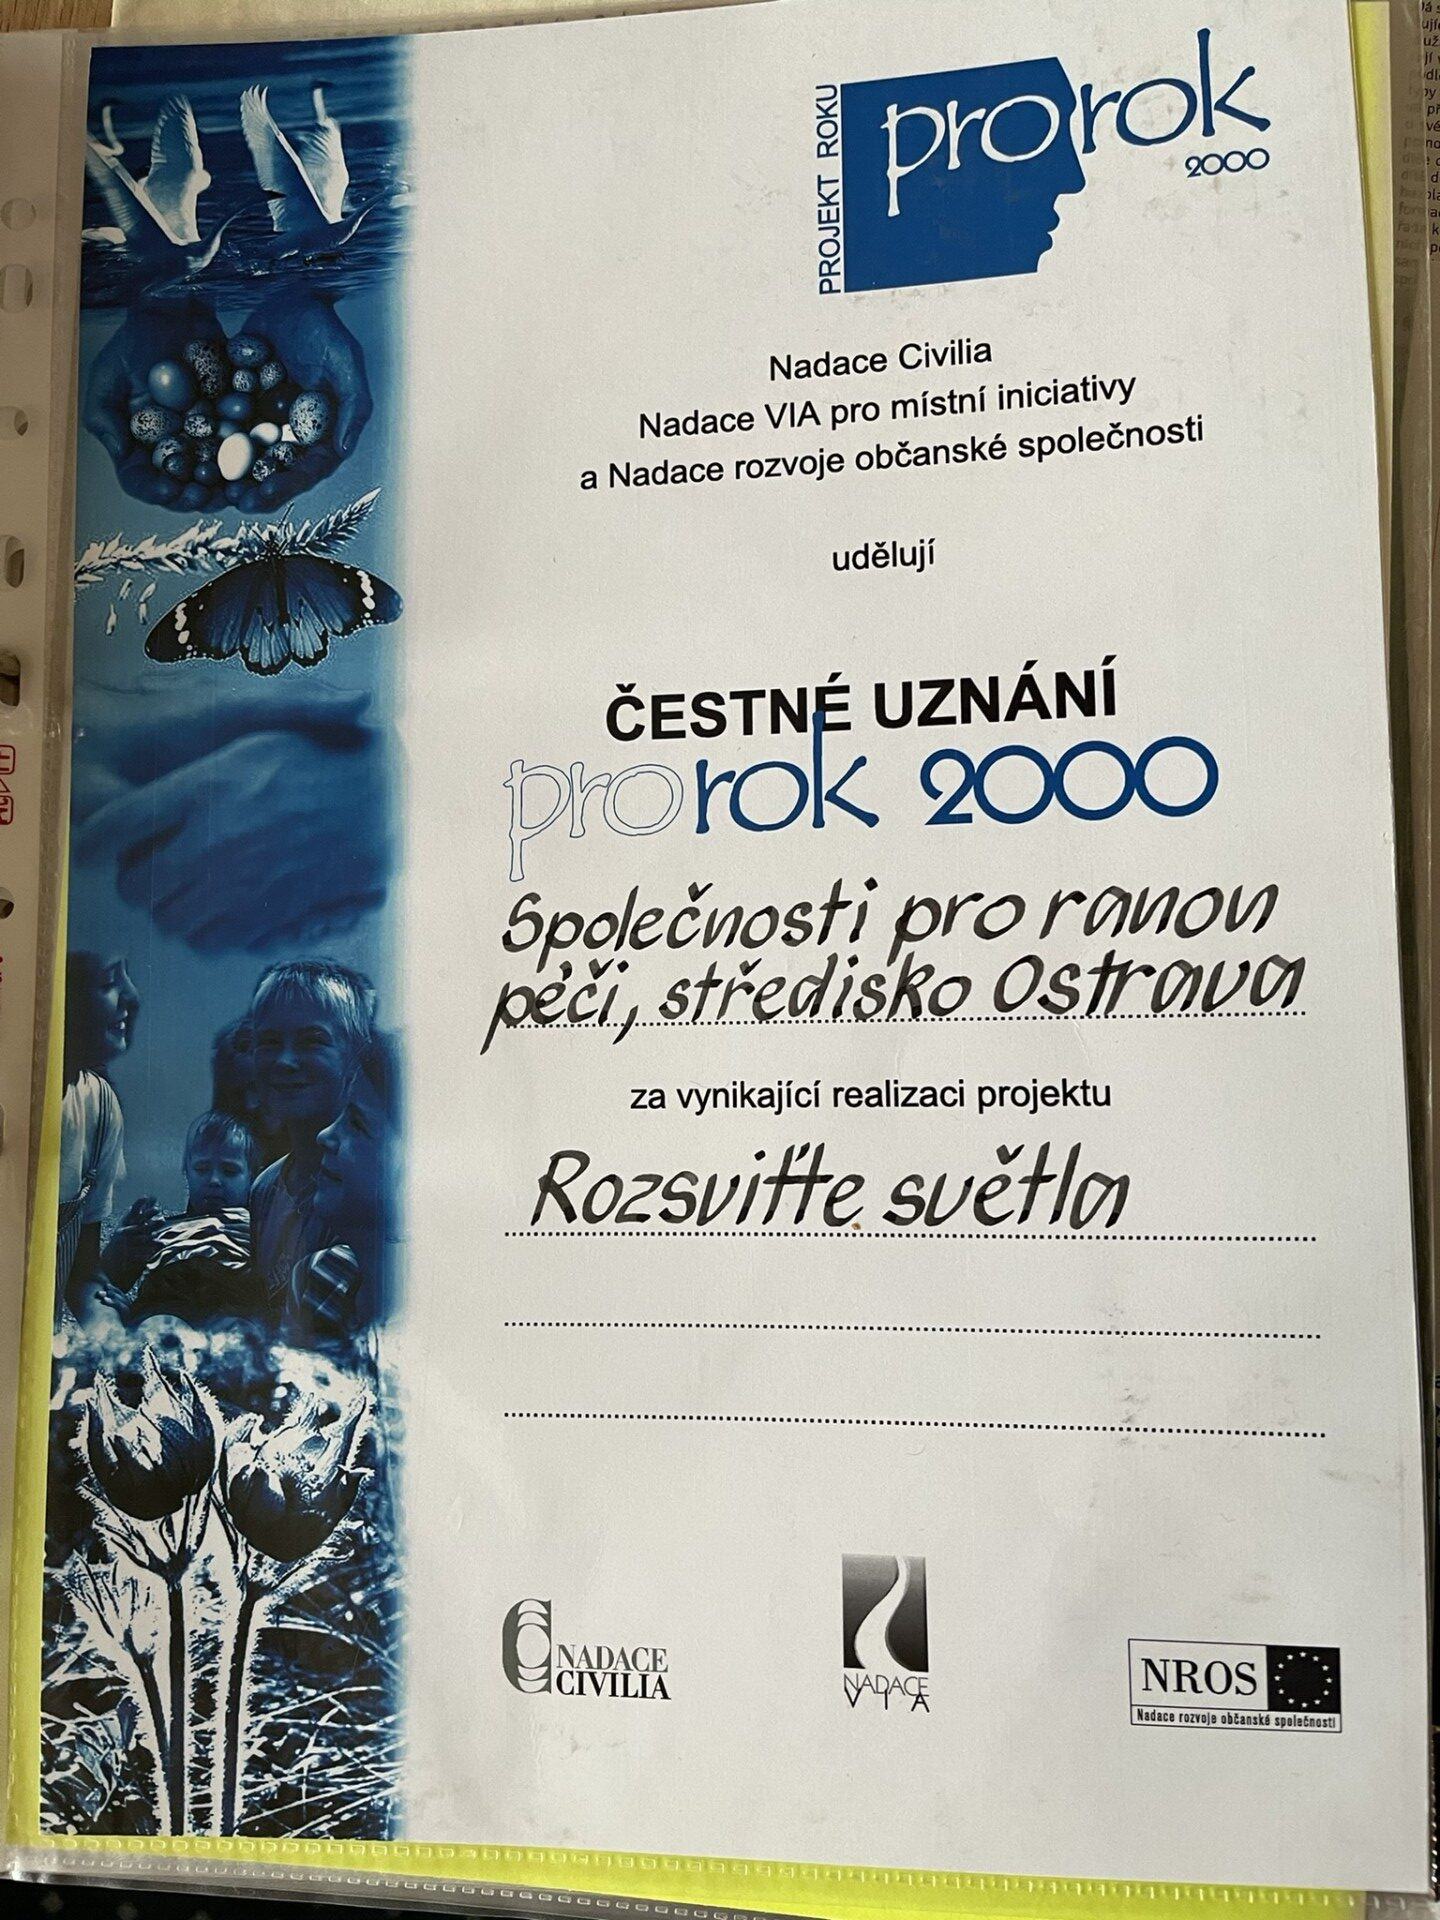 PROJEKT ROKU
prorok
2000
Nadace Civilia
Nadace VIA pro místní iniciativy
a Nadace rozvoje občanské společnosti
udělují
ČESTNÉ UZNÁNÍ
prorok 2000
Společnosti pro ranou
péči, středisko Ostrava
za vynikající realizaci projektu
Rozsviťte světla
NADACE
CIVILIA
NADACE
VIA
NROS
Nadace rozvoje občanské společnosti